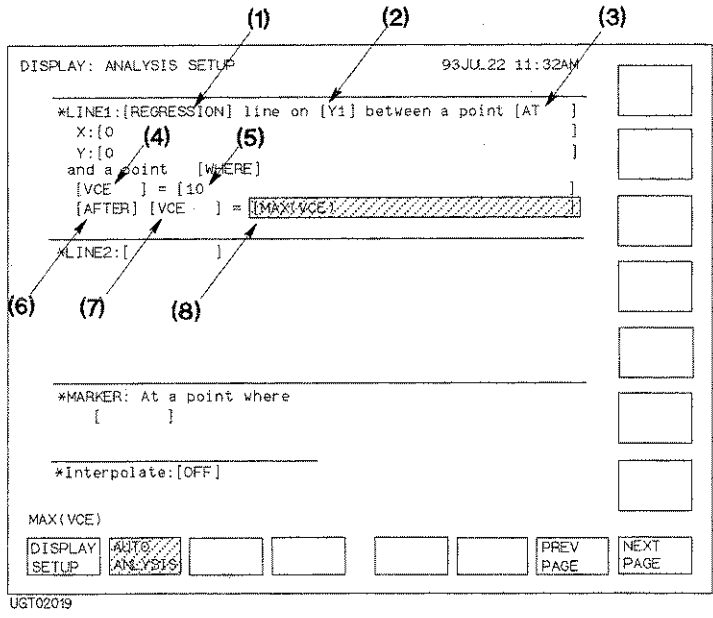 (1) (2) (3)
DISPLAY: ANALYSIS SETUP 93JUL22 11:32AM
*LINE1:[REGRESSION] line on [Y1] between a point [AT ]
X:[0 ]
(4) (5)
Y:[0 ]
and a point [WHERE]
[VCE ] = [10 ]
[AFTER] [VCE ] = [MAX(VCE) ]
*LINE2:[ ]
(6) (7) (8)
*MARKER: At a point where
[ ]
*Interpolate:[OFF]
MAX(VCE)
DISPLAY SETUP AUTO ANLYSIS PREV PAGE NEXT PAGE
UGT02019